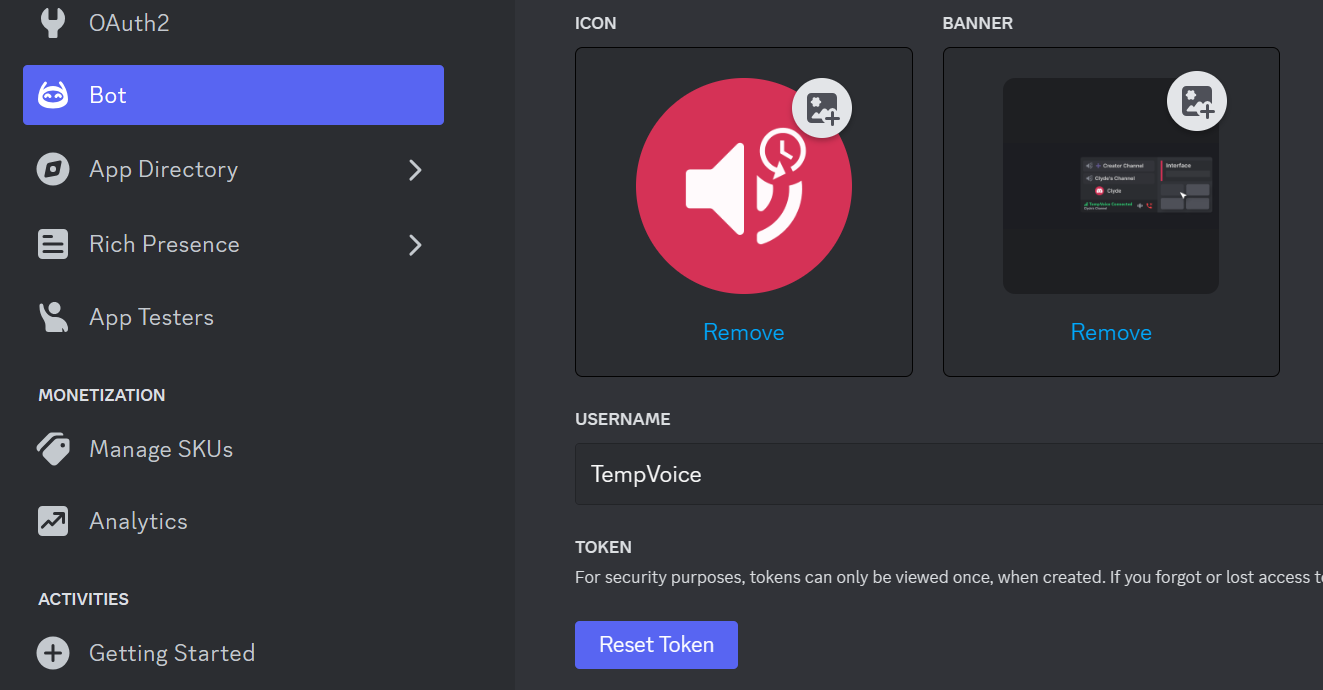 OAuth2
Bot
App Directory
Rich Presence
App Testers
MONETIZATION
Manage SKUs
Analytics
ACTIVITIES
Getting Started
ICON
Remove
BANNER
Creator Channel
Clyde's Channel
Clyde
TempVoice Connected
Interface
Remove
USERNAME
TempVoice
TOKEN
For security purposes, tokens can only be viewed once, when created. If you forgot or lost access
Reset Token